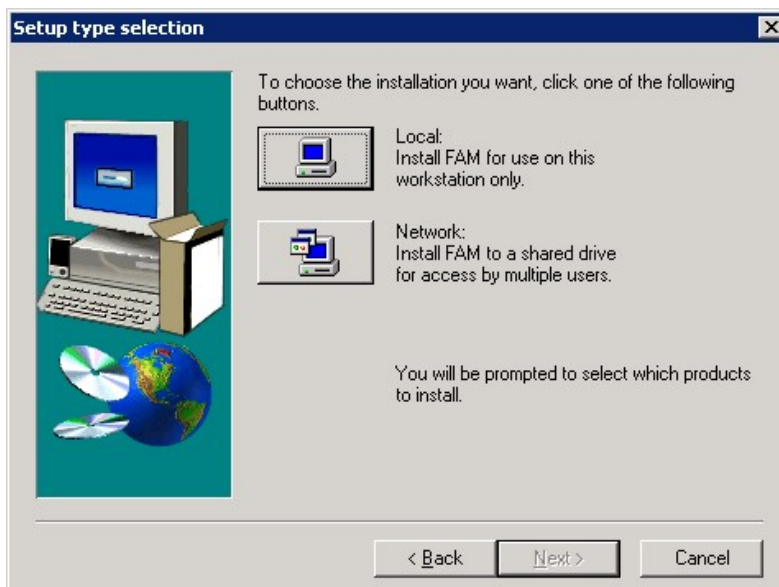 Setup type selection
To choose the installation you want, click one of the following
buttons.
Local:
Install FAM for use on this
workstation only.
Network:
Install FAM to a shared drive
for access by multiple users.
You will be prompted to select which products
to install.
< Back
Next >
Cancel